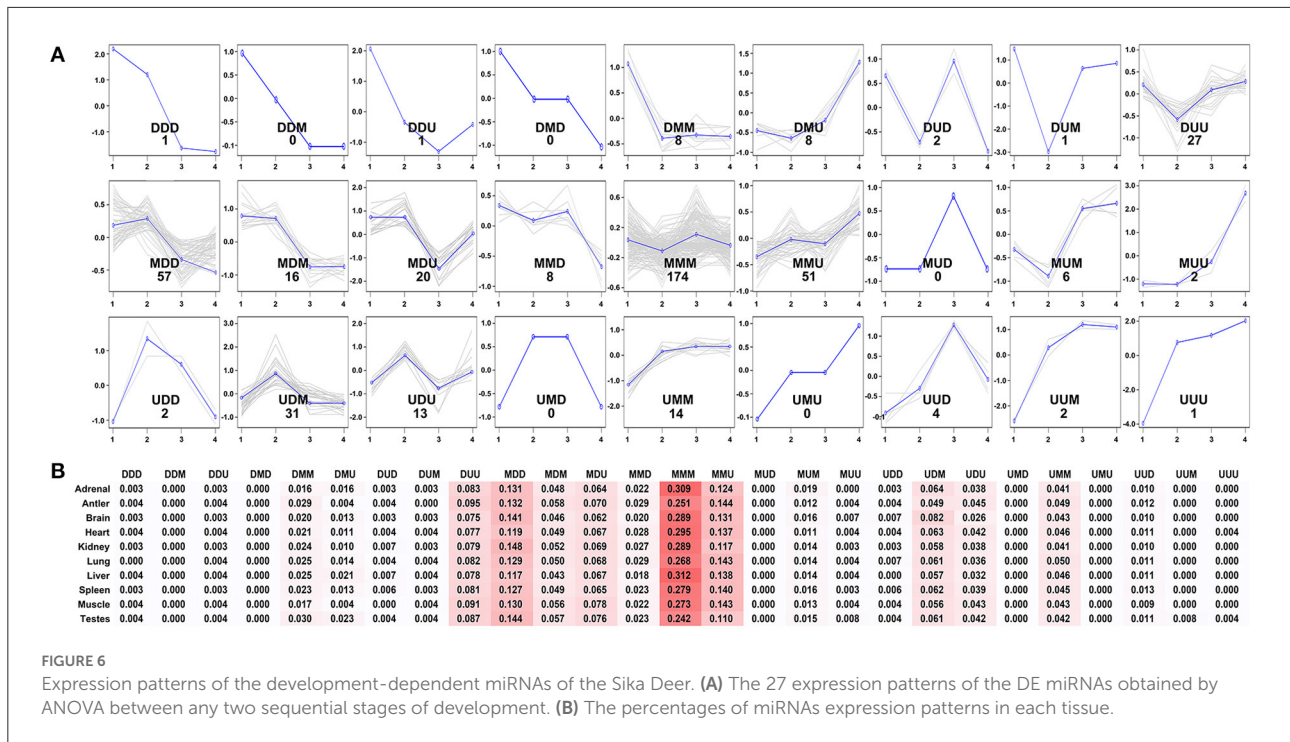 A
DDD
1
DDM
0
DDU
1
DMD
0
DMM
8
DMU
8
DUD
2
DUM
1
DUU
27
MDD
57
MDM
16
MDU
20
MMD
8
MMM
174
MMU
51
MUD
0
MUM
6
MUU
2
UDD
2
UDM
31
UDU
13
UMD
0
UMM
14
UMU
0
UUD
4
UUM
2
UUU
1
B
DDD DDM DDU DMD DMM DMU DUD DUM DUU MDD MDM MDU MMD MMM MMU MUD MUM MUU UDD UDM UDU UMD UMM UMU UUD UUM UUU
Adrenal 0.003 0.000 0.003 0.000 0.016 0.016 0.003 0.003 0.083 0.131 0.048 0.064 0.022 0.309 0.124 0.000 0.019 0.000 0.003 0.064 0.038 0.000 0.041 0.000 0.010 0.000 0.000
Antler 0.004 0.000 0.004 0.000 0.029 0.004 0.004 0.000 0.095 0.132 0.058 0.070 0.029 0.251 0.144 0.000 0.012 0.004 0.004 0.049 0.045 0.000 0.049 0.000 0.012 0.000 0.000
Brain 0.003 0.000 0.003 0.000 0.020 0.013 0.003 0.003 0.075 0.141 0.046 0.062 0.020 0.289 0.131 0.000 0.016 0.007 0.007 0.082 0.026 0.000 0.043 0.000 0.010 0.000 0.000
Heart 0.004 0.000 0.004 0.000 0.021 0.011 0.004 0.004 0.077 0.119 0.049 0.067 0.028 0.295 0.137 0.000 0.011 0.004 0.004 0.063 0.042 0.000 0.046 0.000 0.011 0.000 0.000
Kidney 0.003 0.000 0.003 0.000 0.024 0.010 0.007 0.003 0.079 0.148 0.052 0.069 0.027 0.289 0.117 0.000 0.014 0.003 0.003 0.058 0.038 0.000 0.041 0.000 0.010 0.000 0.000
Lung 0.000 0.000 0.004 0.000 0.025 0.014 0.004 0.000 0.082 0.129 0.050 0.068 0.029 0.268 0.143 0.000 0.014 0.004 0.007 0.061 0.036 0.000 0.050 0.000 0.011 0.000 0.000
Liver 0.004 0.000 0.004 0.000 0.025 0.021 0.007 0.004 0.078 0.117 0.043 0.067 0.018 0.312 0.138 0.000 0.014 0.004 0.000 0.057 0.032 0.000 0.046 0.000 0.011 0.000 0.000
Spleen 0.003 0.000 0.003 0.000 0.023 0.013 0.006 0.003 0.081 0.127 0.049 0.065 0.023 0.279 0.140 0.000 0.016 0.003 0.006 0.062 0.039 0.000 0.045 0.000 0.013 0.000 0.000
Muscle 0.004 0.000 0.004 0.000 0.017 0.004 0.000 0.004 0.091 0.130 0.056 0.078 0.022 0.273 0.143 0.000 0.013 0.004 0.004 0.056 0.043 0.000 0.043 0.000 0.009 0.000 0.000
Testes 0.004 0.000 0.004 0.000 0.030 0.023 0.004 0.004 0.087 0.144 0.057 0.076 0.023 0.242 0.110 0.000 0.015 0.008 0.004 0.061 0.042 0.000 0.042 0.000 0.011 0.008 0.004
FIGURE 6
Expression patterns of the development-dependent miRNAs of the Sika Deer. (A) The 27 expression patterns of the DE miRNAs obtained by
ANOVA between any two sequential stages of development. (B) The percentages of miRNAs expression patterns in each tissue.